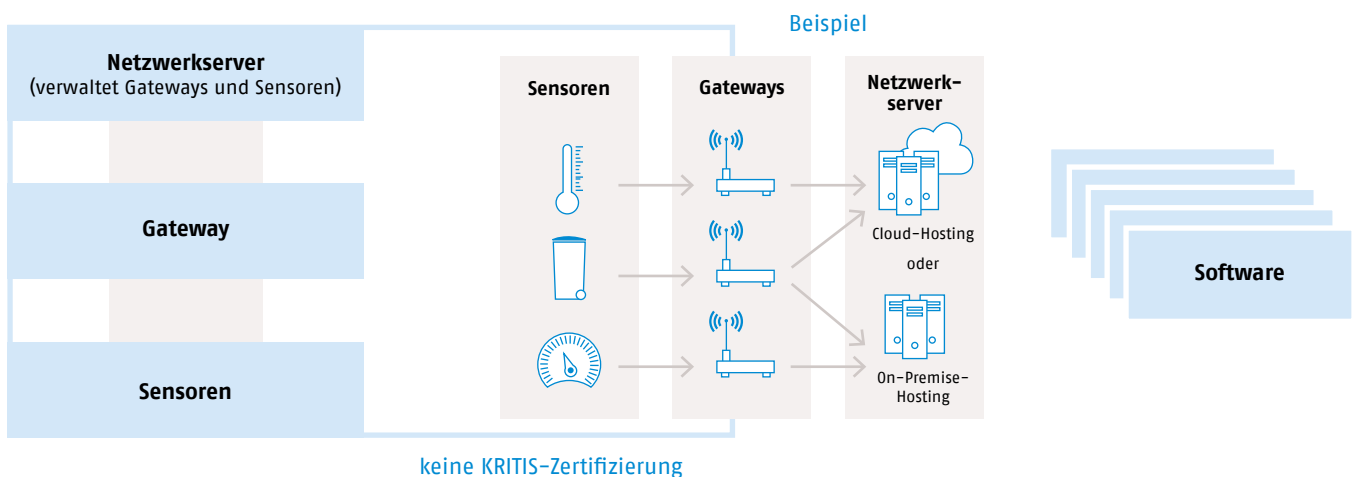 Beispiel
Netzwerkserver
(verwaltet Gateways und Sensoren)
Gateway
Sensoren
Sensoren
Gateways
Netzwerk-
server
Cloud-Hosting
oder
On-Premise-
Hosting
Software
keine KRITIS-Zertifizierung